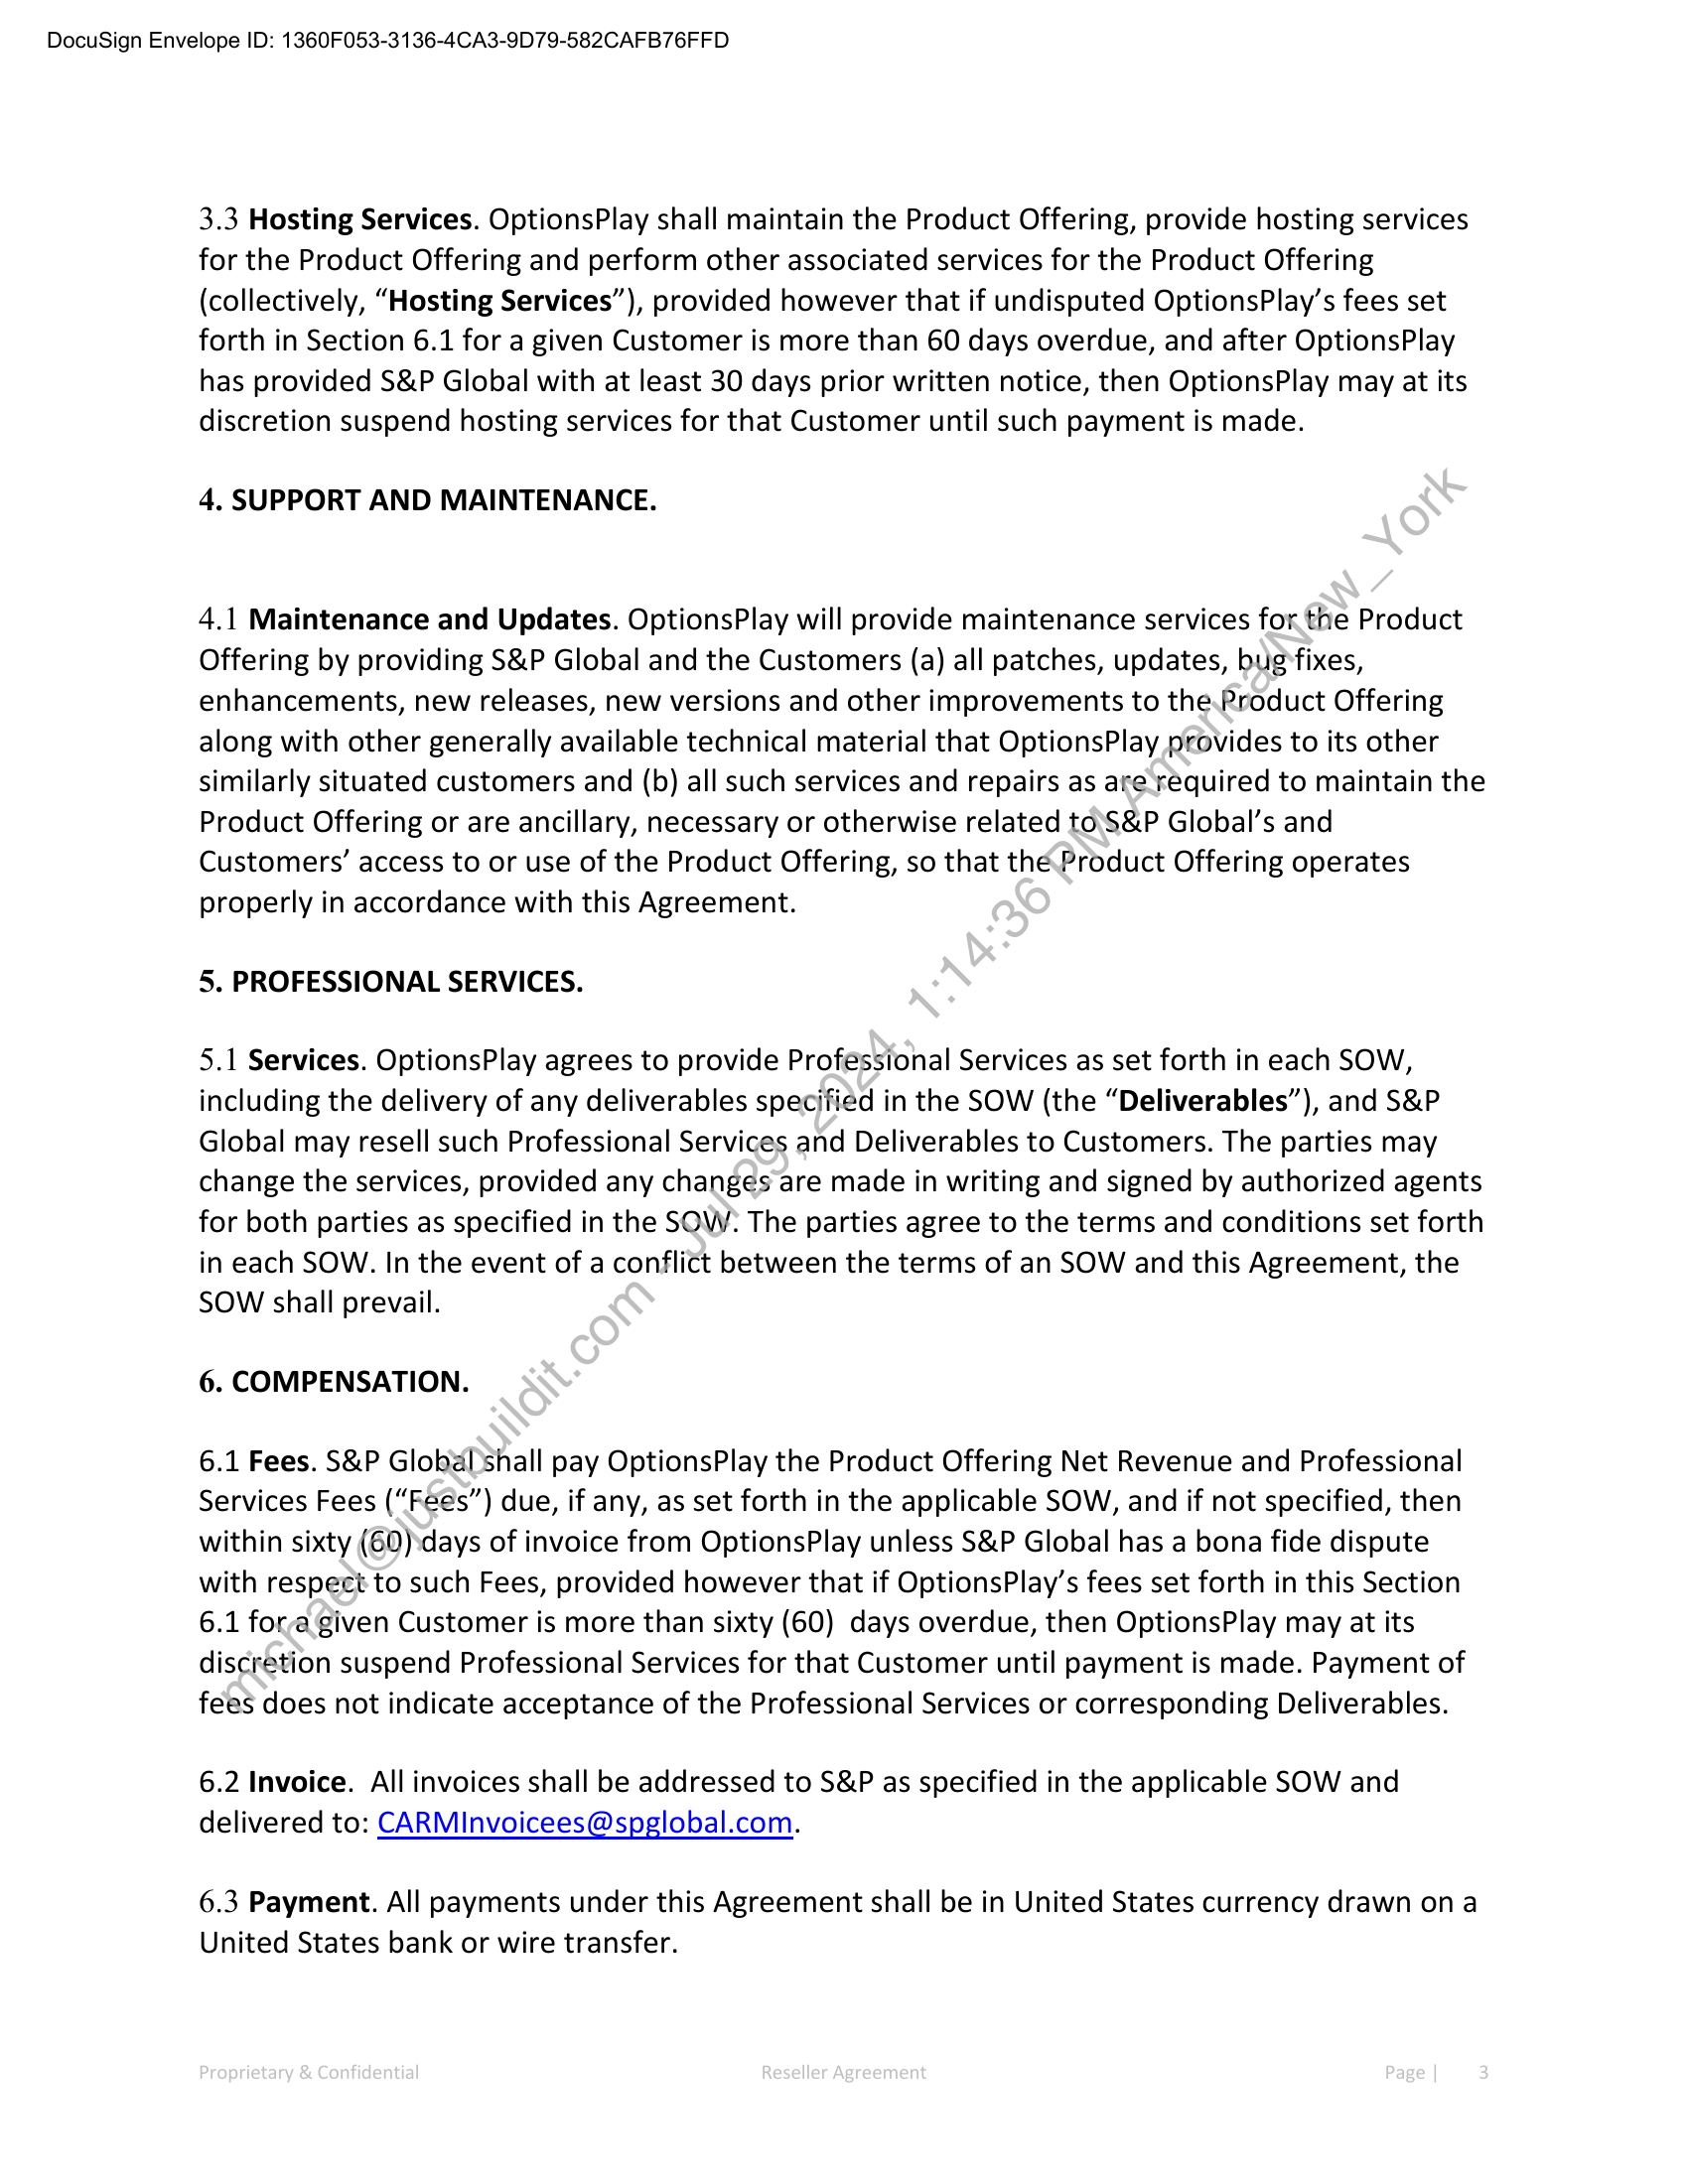 DocuSign Envelope ID: 1360F053-3136-4CA3-9D79-582CAFB76FFD
3.3 Hosting Services. OptionsPlay shall maintain the Product Offering, provide hosting services
for the Product Offering and perform other associated services for the Product Offering
(collectively, “Hosting Services”), provided however that if undisputed OptionsPlay’s fees set
forth in Section 6.1 for a given Customer is more than 60 days overdue, and after OptionsPlay
has provided S&P Global with at least 30 days prior written notice, then OptionsPlay may at its
discretion suspend hosting services for that Customer until such payment is made.
4. SUPPORT AND MAINTENANCE.
4.1 Maintenance and Updates. OptionsPlay will provide maintenance services for the Product
Offering by providing S&P Global and the Customers (a) all patches, updates, bug fixes,
enhancements, new releases, new versions and other improvements to the Product Offering
along with other generally available technical material that OptionsPlay provides to its other
similarly situated customers and (b) all such services and repairs as are required to maintain the
Product Offering or are ancillary, necessary or otherwise related to S&P Global’s and
Customers’ access to or use of the Product Offering, so that the Product Offering operates
properly in accordance with this Agreement.
5. PROFESSIONAL SERVICES.
5.1 Services. OptionsPlay agrees to provide Professional Services as set forth in each SOW,
including the delivery of any deliverables specified in the SOW (the “Deliverables”), and S&P
Global may resell such Professional Services and Deliverables to Customers. The parties may
change the services, provided any changes are made in writing and signed by authorized agents
for both parties as specified in the SOW. The parties agree to the terms and conditions set forth
in each SOW. In the event of a conflict between the terms of an SOW and this Agreement, the
SOW shall prevail.
6. COMPENSATION.
6.1 Fees. S&P Global shall pay OptionsPlay the Product Offering Net Revenue and Professional
Services Fees (“Fees”) due, if any, as set forth in the applicable SOW, and if not specified, then
within sixty (60) days of invoice from OptionsPlay unless S&P Global has a bona fide dispute
with respect to such Fees, provided however that if OptionsPlay’s fees set forth in this Section
6.1 for a given Customer is more than sixty (60)  days overdue, then OptionsPlay may at its
discretion suspend Professional Services for that Customer until payment is made. Payment of
fees does not indicate acceptance of the Professional Services or corresponding Deliverables.
6.2 Invoice.  All invoices shall be addressed to S&P as specified in the applicable SOW and
delivered to: CARMInvoicees@spglobal.com.
6.3 Payment. All payments under this Agreement shall be in United States currency drawn on a
United States bank or wire transfer.
michael@justbuildit.com - Jul 29, 2024, 1:14:36 PM America/New_York
Proprietary & Confidential Reseller Agreement Page | 3